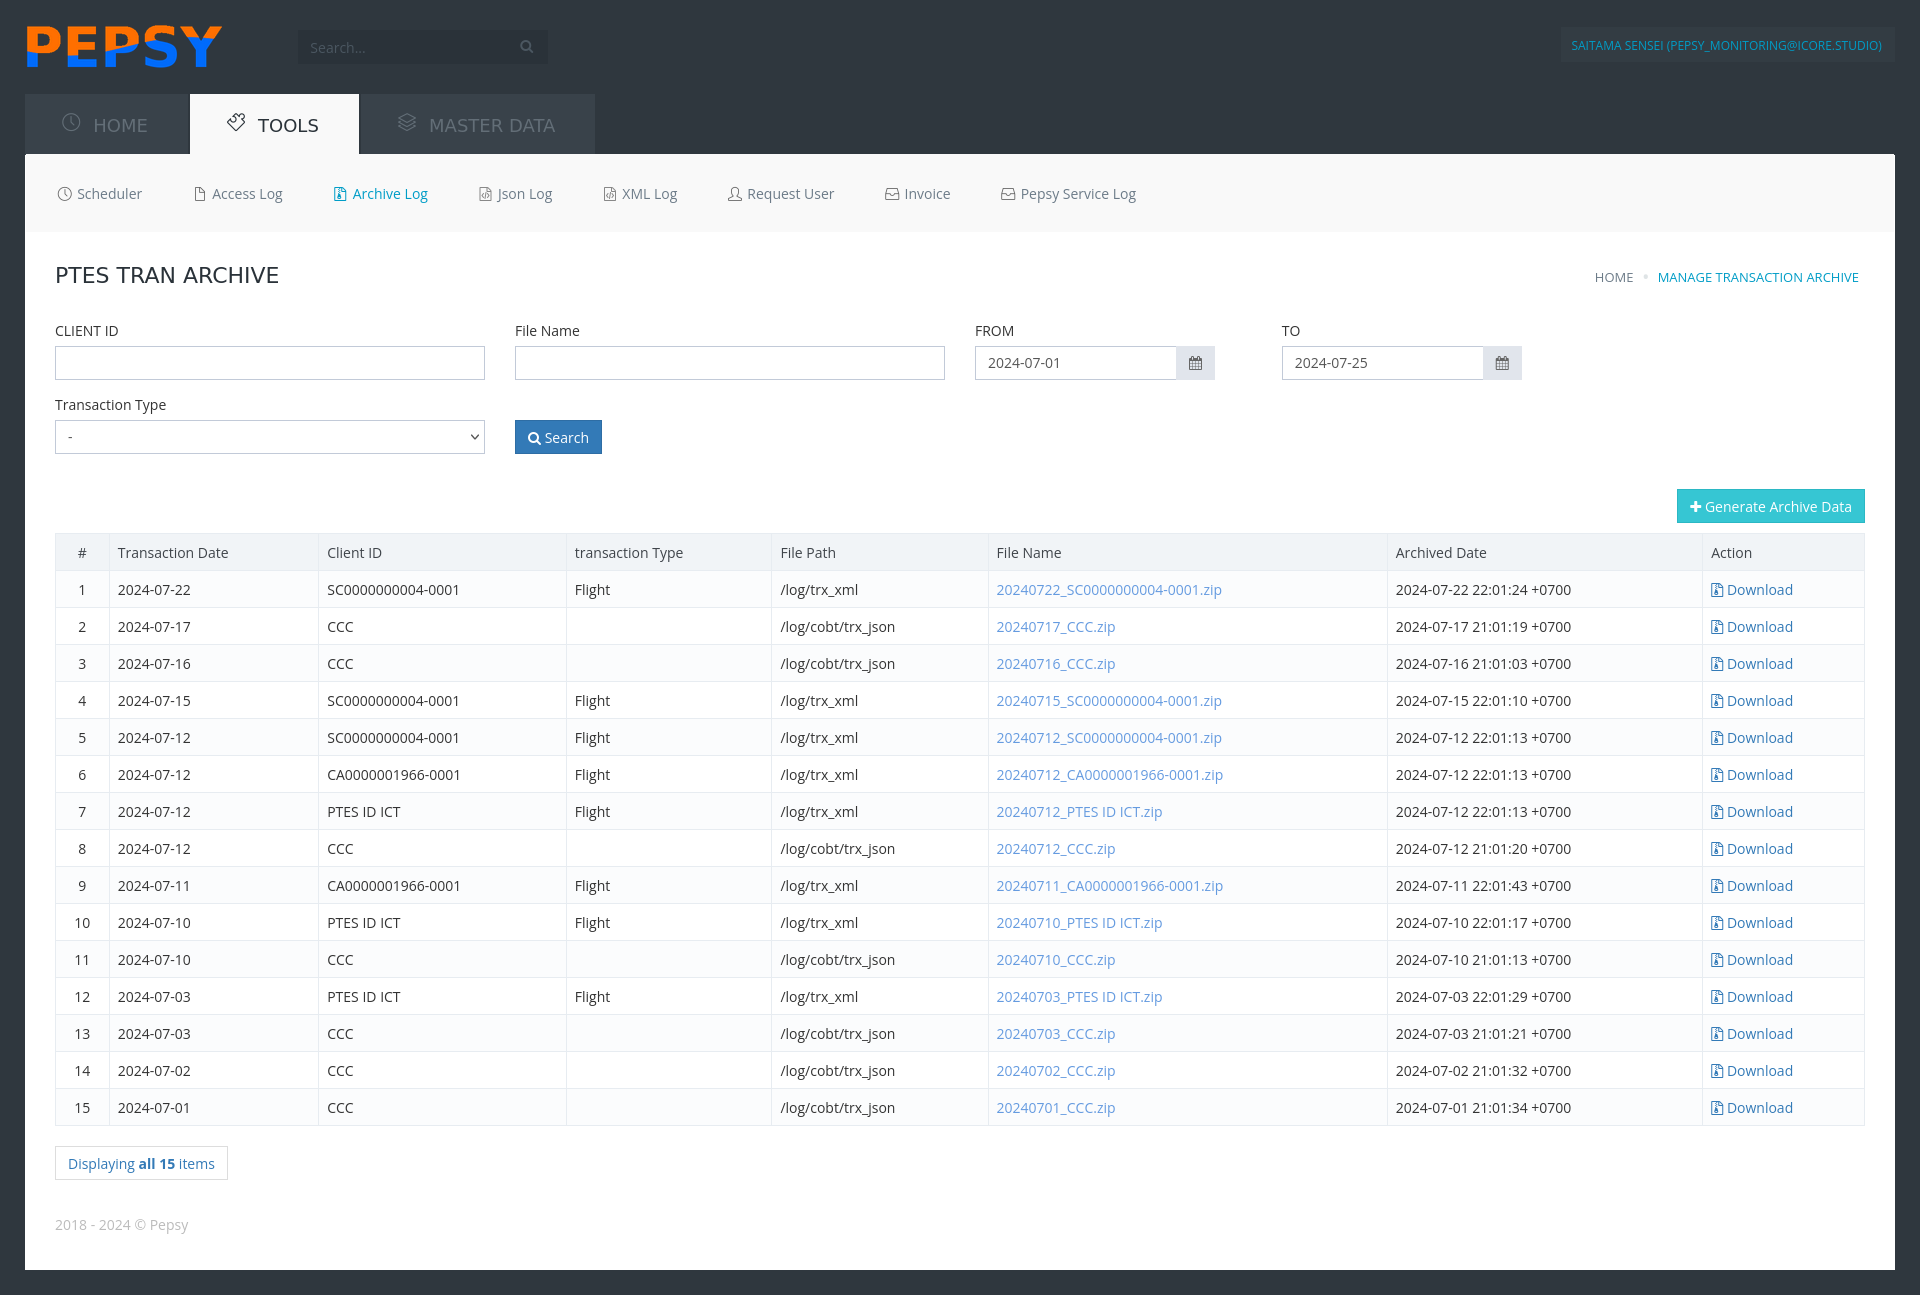 PEPSY
Search...
SAITAMA SENSEI (PEPSY_MONITORING@ICORE.STUDIO)
HOME TOOLS MASTER DATA
Scheduler Access Log Archive Log Json Log XML Log Request User Invoice Pepsy Service Log
PTES TRAN ARCHIVE
HOME • MANAGE TRANSACTION ARCHIVE
CLIENT ID File Name FROM TO
2024-07-01 2024-07-25
Transaction Type
- Search
Generate Archive Data
# Transaction Date Client ID transaction Type File Path File Name Archived Date Action
1 2024-07-22 SC0000000004-0001 Flight /log/trx_xml 20240722_SC0000000004-0001.zip 2024-07-22 22:01:24 +0700 Download
2 2024-07-17 CCC /log/cobt/trx_json 20240717_CCC.zip 2024-07-17 21:01:19 +0700 Download
3 2024-07-16 CCC /log/cobt/trx_json 20240716_CCC.zip 2024-07-16 21:01:03 +0700 Download
4 2024-07-15 SC0000000004-0001 Flight /log/trx_xml 20240715_SC0000000004-0001.zip 2024-07-15 22:01:10 +0700 Download
5 2024-07-12 SC0000000004-0001 Flight /log/trx_xml 20240712_SC0000000004-0001.zip 2024-07-12 22:01:13 +0700 Download
6 2024-07-12 CA0000001966-0001 Flight /log/trx_xml 20240712_CA0000001966-0001.zip 2024-07-12 22:01:13 +0700 Download
7 2024-07-12 PTES ID ICT Flight /log/trx_xml 20240712_PTES ID ICT.zip 2024-07-12 22:01:13 +0700 Download
8 2024-07-12 CCC /log/cobt/trx_json 20240712_CCC.zip 2024-07-12 21:01:20 +0700 Download
9 2024-07-11 CA0000001966-0001 Flight /log/trx_xml 20240711_CA0000001966-0001.zip 2024-07-11 22:01:43 +0700 Download
10 2024-07-10 PTES ID ICT Flight /log/trx_xml 20240710_PTES ID ICT.zip 2024-07-10 22:01:17 +0700 Download
11 2024-07-10 CCC /log/cobt/trx_json 20240710_CCC.zip 2024-07-10 21:01:13 +0700 Download
12 2024-07-03 PTES ID ICT Flight /log/trx_xml 20240703_PTES ID ICT.zip 2024-07-03 22:01:29 +0700 Download
13 2024-07-03 CCC /log/cobt/trx_json 20240703_CCC.zip 2024-07-03 21:01:21 +0700 Download
14 2024-07-02 CCC /log/cobt/trx_json 20240702_CCC.zip 2024-07-02 21:01:32 +0700 Download
15 2024-07-01 CCC /log/cobt/trx_json 20240701_CCC.zip 2024-07-01 21:01:34 +0700 Download
Displaying all 15 items
2018 - 2024 © Pepsy